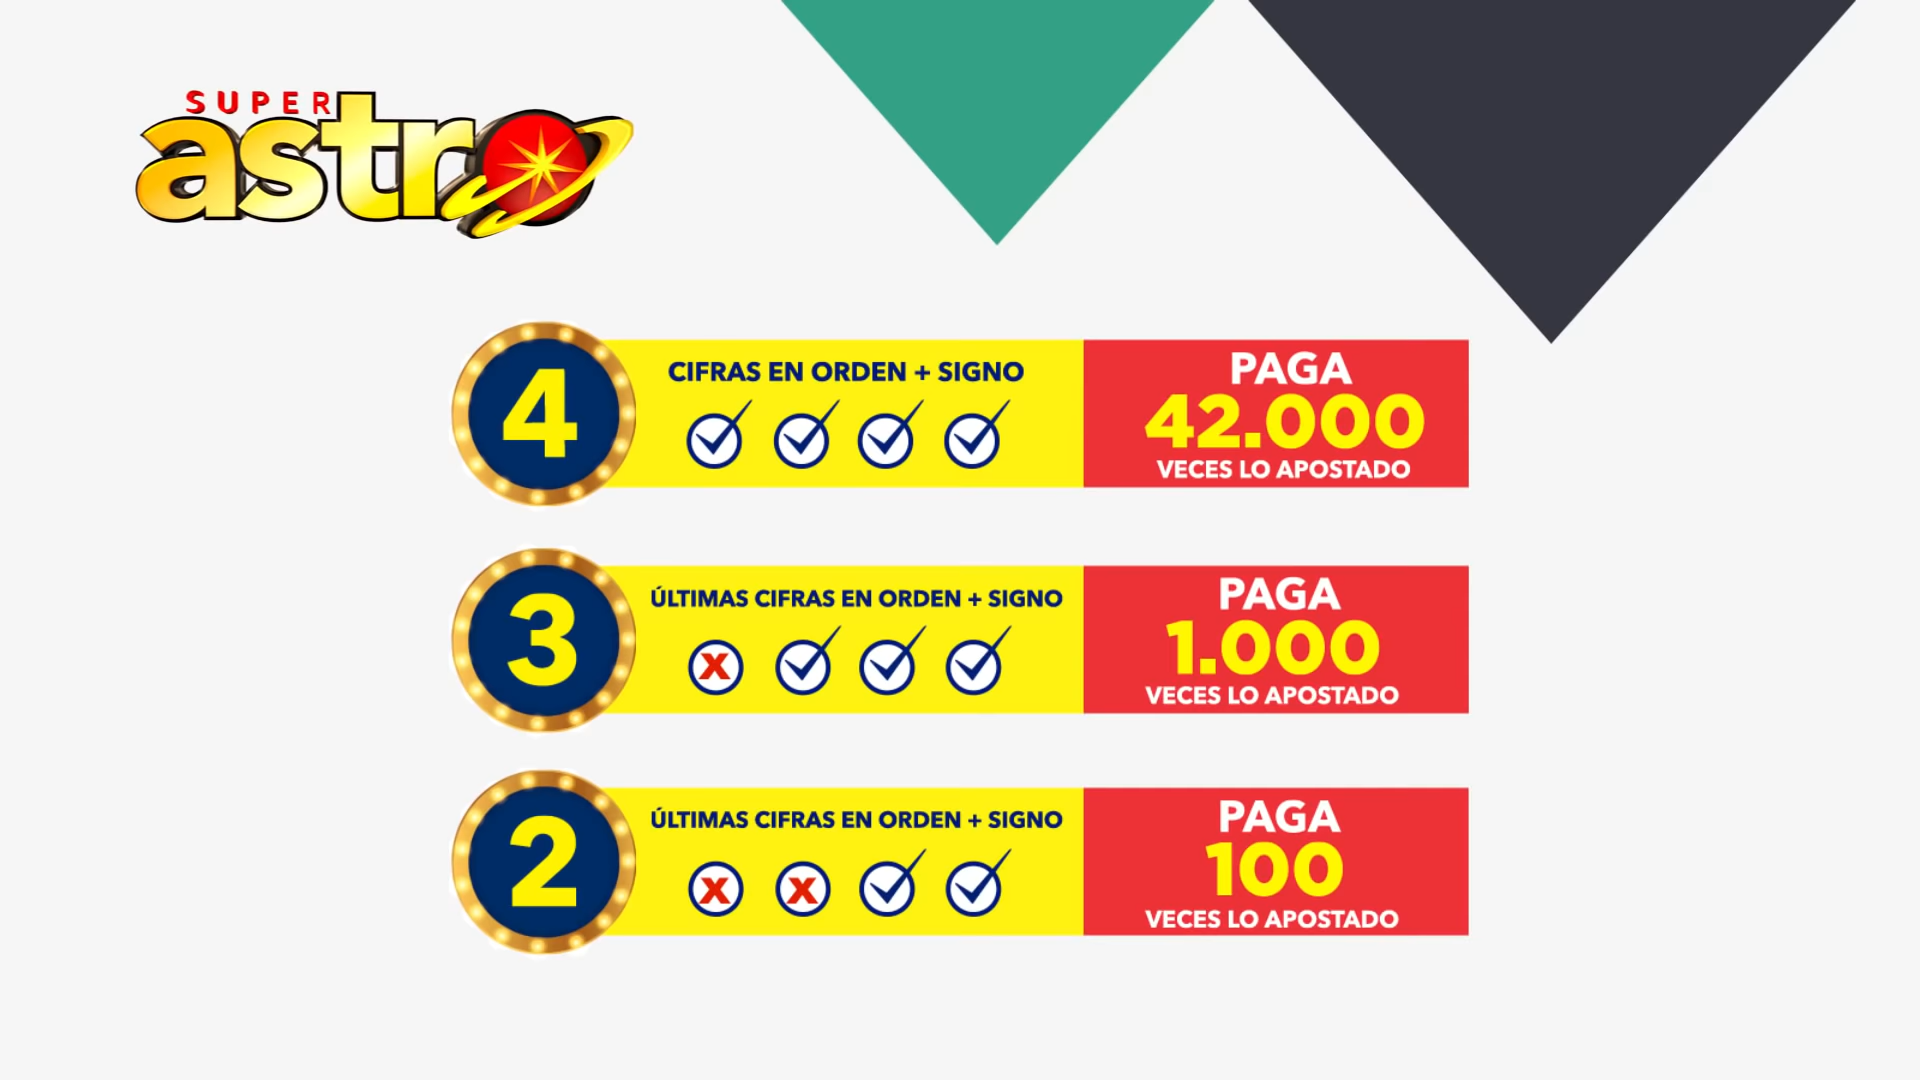 SUPER
astro
4
CIFRAS EN ORDEN + SIGNO
PAGA
42.000
VECES LO APOSTADO
3
ÚLTIMAS CIFRAS EN ORDEN + SIGNO
X
PAGA
1.000
VECES LO APOSTADO
2
ÚLTIMAS CIFRAS EN ORDEN + SIGNO
X X
PAGA
100
VECES LO APOSTADO